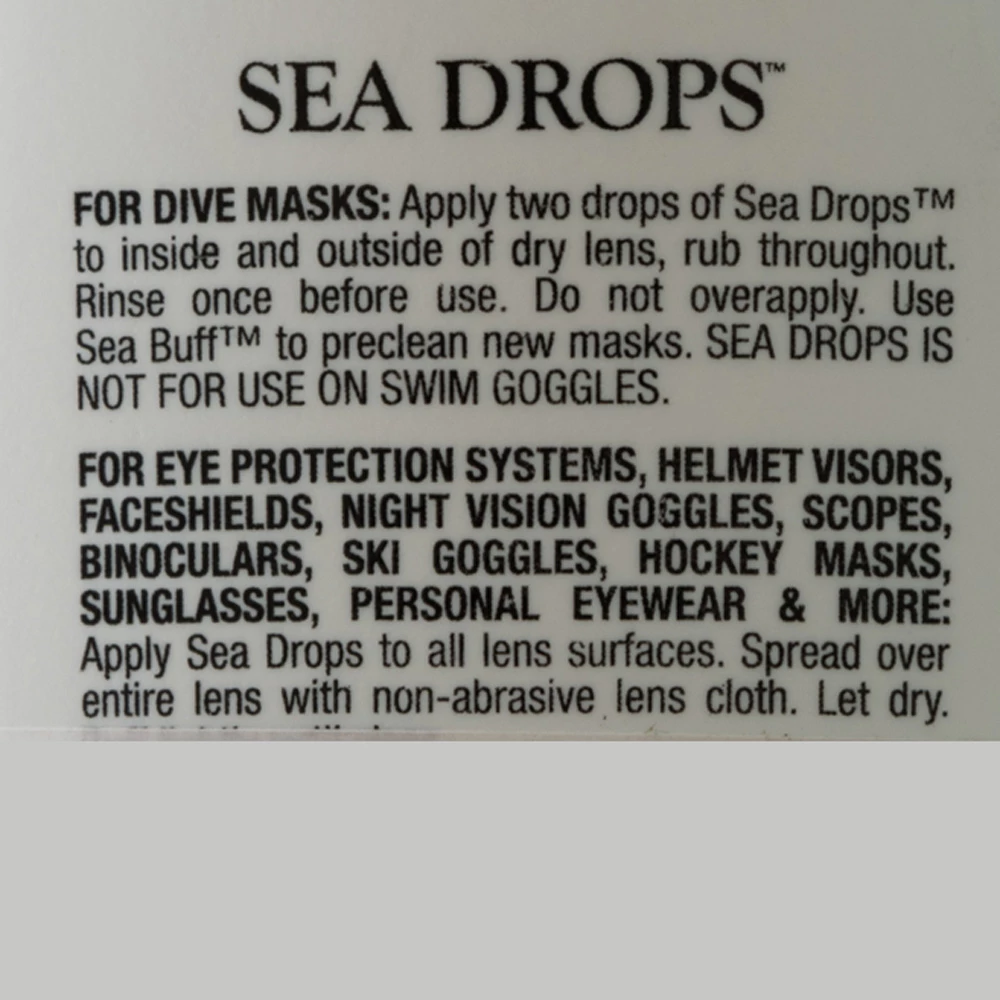 SEA DROPS™
FOR DIVE MASKS: Apply two drops of Sea Drops™
to inside and outside of dry lens, rub throughout.
Rinse once before use. Do not overapply. Use
Sea Buff™ to preclean new masks. SEA DROPS IS
NOT FOR USE ON SWIM GOGGLES.
FOR EYE PROTECTION SYSTEMS, HELMET VISORS,
FACESHIELDS, NIGHT VISION GOGGLES, SCOPES,
BINOCULARS, SKI GOGGLES, HOCKEY MASKS,
SUNGLASSES, PERSONAL EYEWEAR & MORE:
Apply Sea Drops to all lens surfaces. Spread over
entire lens with non-abrasive lens cloth. Let dry.